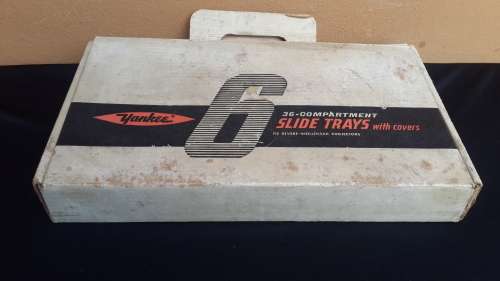 Yankee
6
36-COMPARTMENT
SLIDE TRAYS with covers